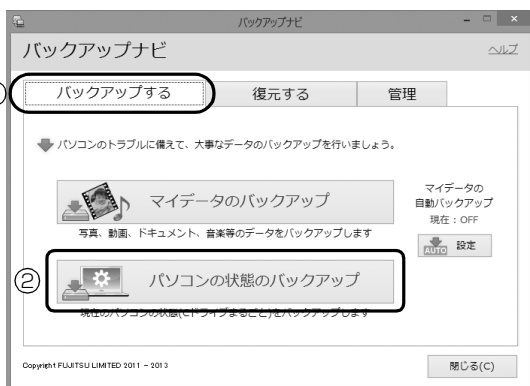 バックアップナビ
バックアップナビ
ヘルプ
バックアップする
復元する
管理
パソコンのトラブルに備えて、大事なデータのバックアップを行いましょう。
マイデータのバックアップ
写真、動画、ドキュメント、音楽等のデータをバックアップします
マイデータの
自動バックアップ
現在：OFF
AUTO 設定
② パソコンの状態のバックアップ
現在のパソコンの状態(Cドライブまるごと)をバックアップします
Copyright FUJITSU LIMITED 2011 - 2013
閉じる(C)